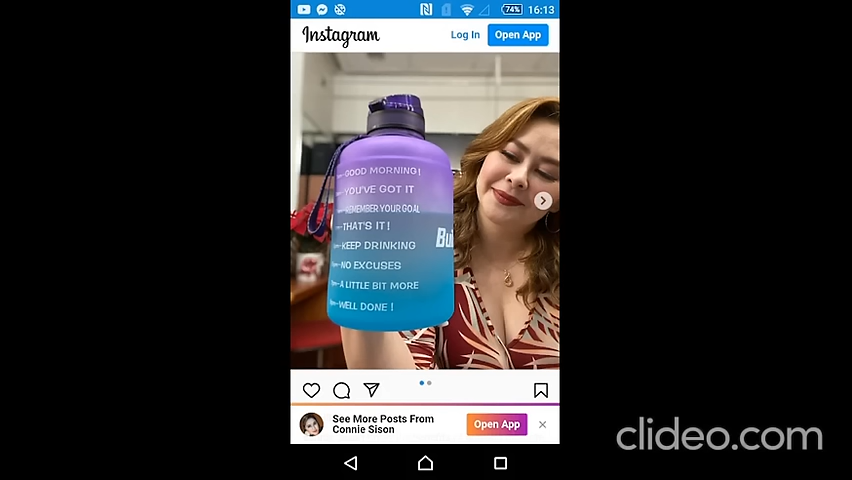 74% 16:13
Instagram
Log In Open App
GOOD MORNING!
YOU'VE GOT IT
REMEMBER YOUR GOAL
THAT'S IT!
KEEP DRINKING
NO EXCUSES
A LITTLE BIT MORE
WELL DONE!
Bu
See More Posts From
Connie Sison
Open App
clideo.com